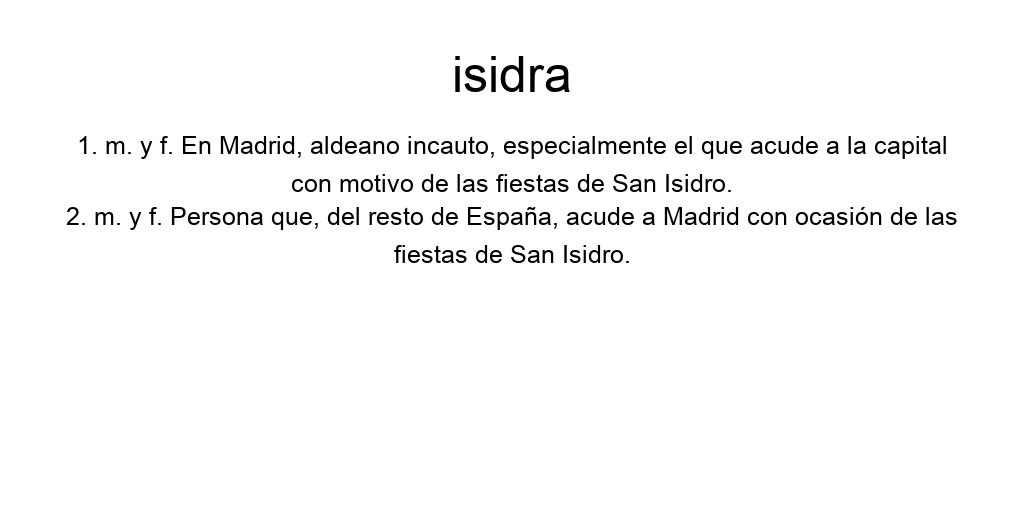 isidra
1. m. y f. En Madrid, aldeano incauto, especialmente el que acude a la capital
con motivo de las fiestas de San Isidro.
2. m. y f. Persona que, del resto de España, acude a Madrid con ocasión de las
fiestas de San Isidro.